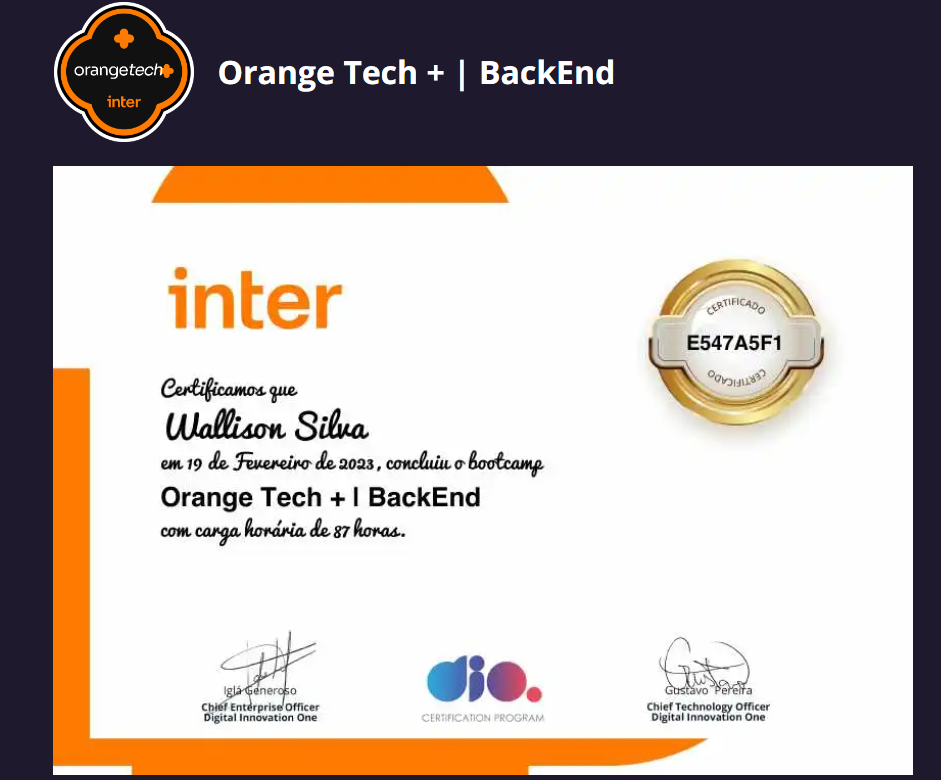 orangetech+
inter
Orange Tech + | BackEnd
inter
CERTIFICADO
E547A5F1
CERTIFICADO
Certificamos que
Wallison Silva
em 19 de Fevereiro de 2023, concluiu o bootcamp
Orange Tech + | BackEnd
com carga horária de 87 horas.
Iglá Generoso
Chief Enterprise Officer
Digital Innovation One
dio.
CERTIFICATION PROGRAM
Gustavo Pereira
Chief Technology Officer
Digital Innovation One